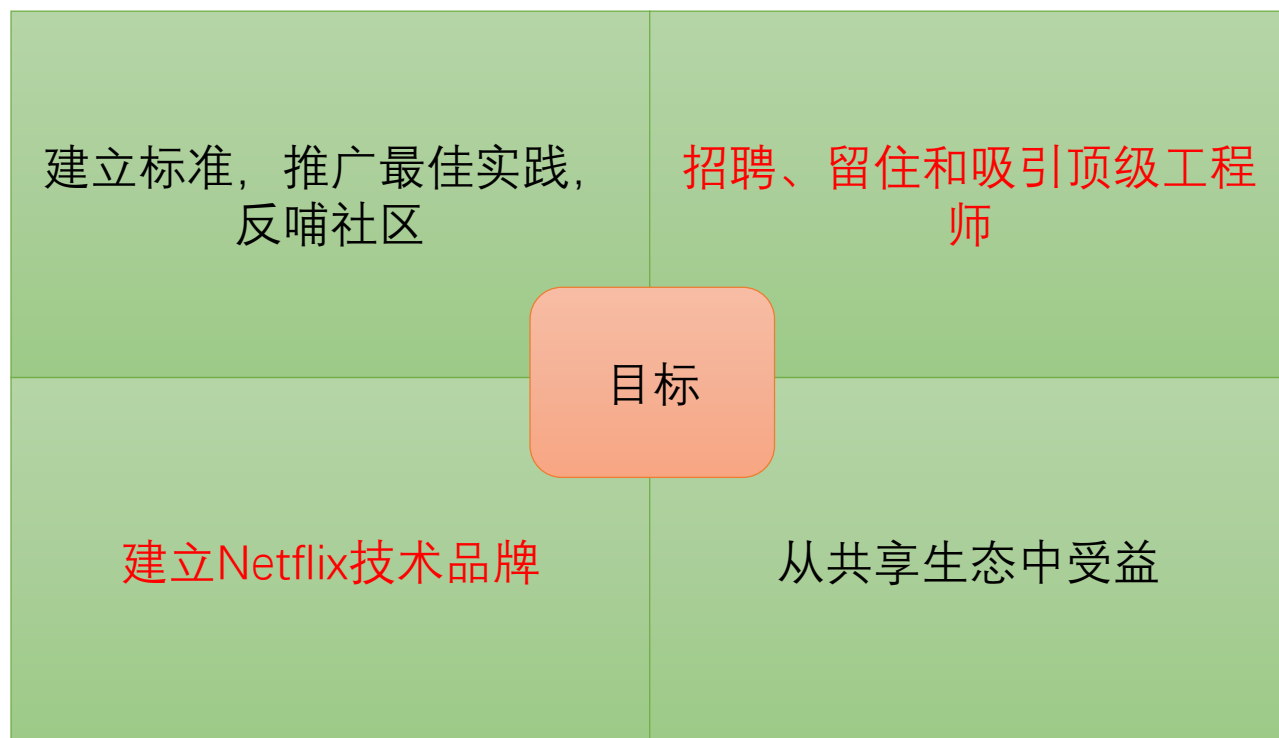 建立标准，推广最佳实践，
反哺社区
招聘、留住和吸引顶级工程
师
目标
建立Netflix技术品牌
从共享生态中受益